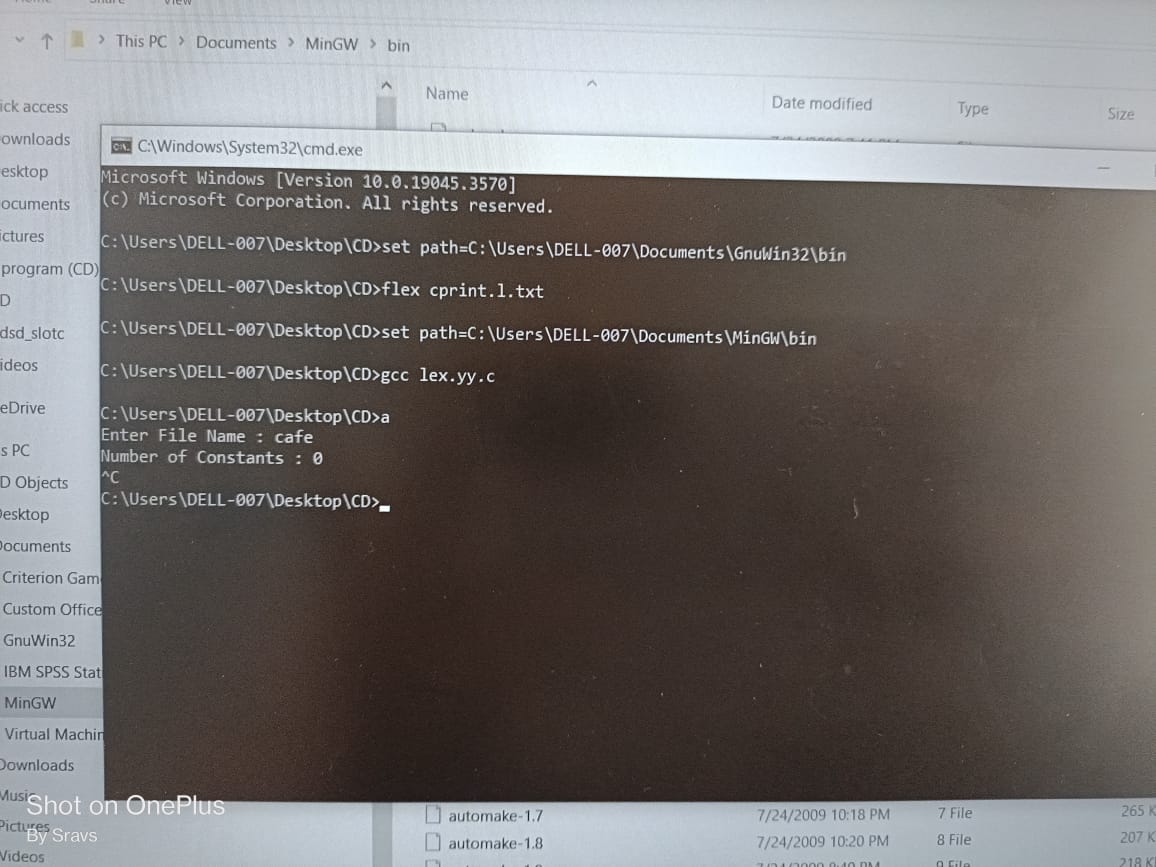 View
This PC > Documents > MinGW > bin
Name Date modified Type Size
ick access
ownloads
esktop
ocuments
ictures
program (CD)
D
dsd_slotc
ideos
eDrive
s PC
D Objects
Desktop
Documents
Criterion Gam
Custom Office
GnuWin32
IBM SPSS Stat
MinGW
Virtual Machin
Downloads
Music
Pictures
Videos
C:\Windows\System32\cmd.exe
Microsoft Windows [Version 10.0.19045.3570]
(c) Microsoft Corporation. All rights reserved.
C:\Users\DELL-007\Desktop\CD>set path=C:\Users\DELL-007\Documents\GnuWin32\bin
C:\Users\DELL-007\Desktop\CD>flex cprint.l.txt
C:\Users\DELL-007\Desktop\CD>set path=C:\Users\DELL-007\Documents\MinGW\bin
C:\Users\DELL-007\Desktop\CD>gcc lex.yy.c
C:\Users\DELL-007\Desktop\CD>a
Enter File Name : cafe
Number of Constants : 0
^C
C:\Users\DELL-007\Desktop\CD>
automake-1.7 7/24/2009 10:18 PM 7 File 265 K
automake-1.8 7/24/2009 10:20 PM 8 File 207 K
9 File 218 K
Shot on OnePlus
By Sravs